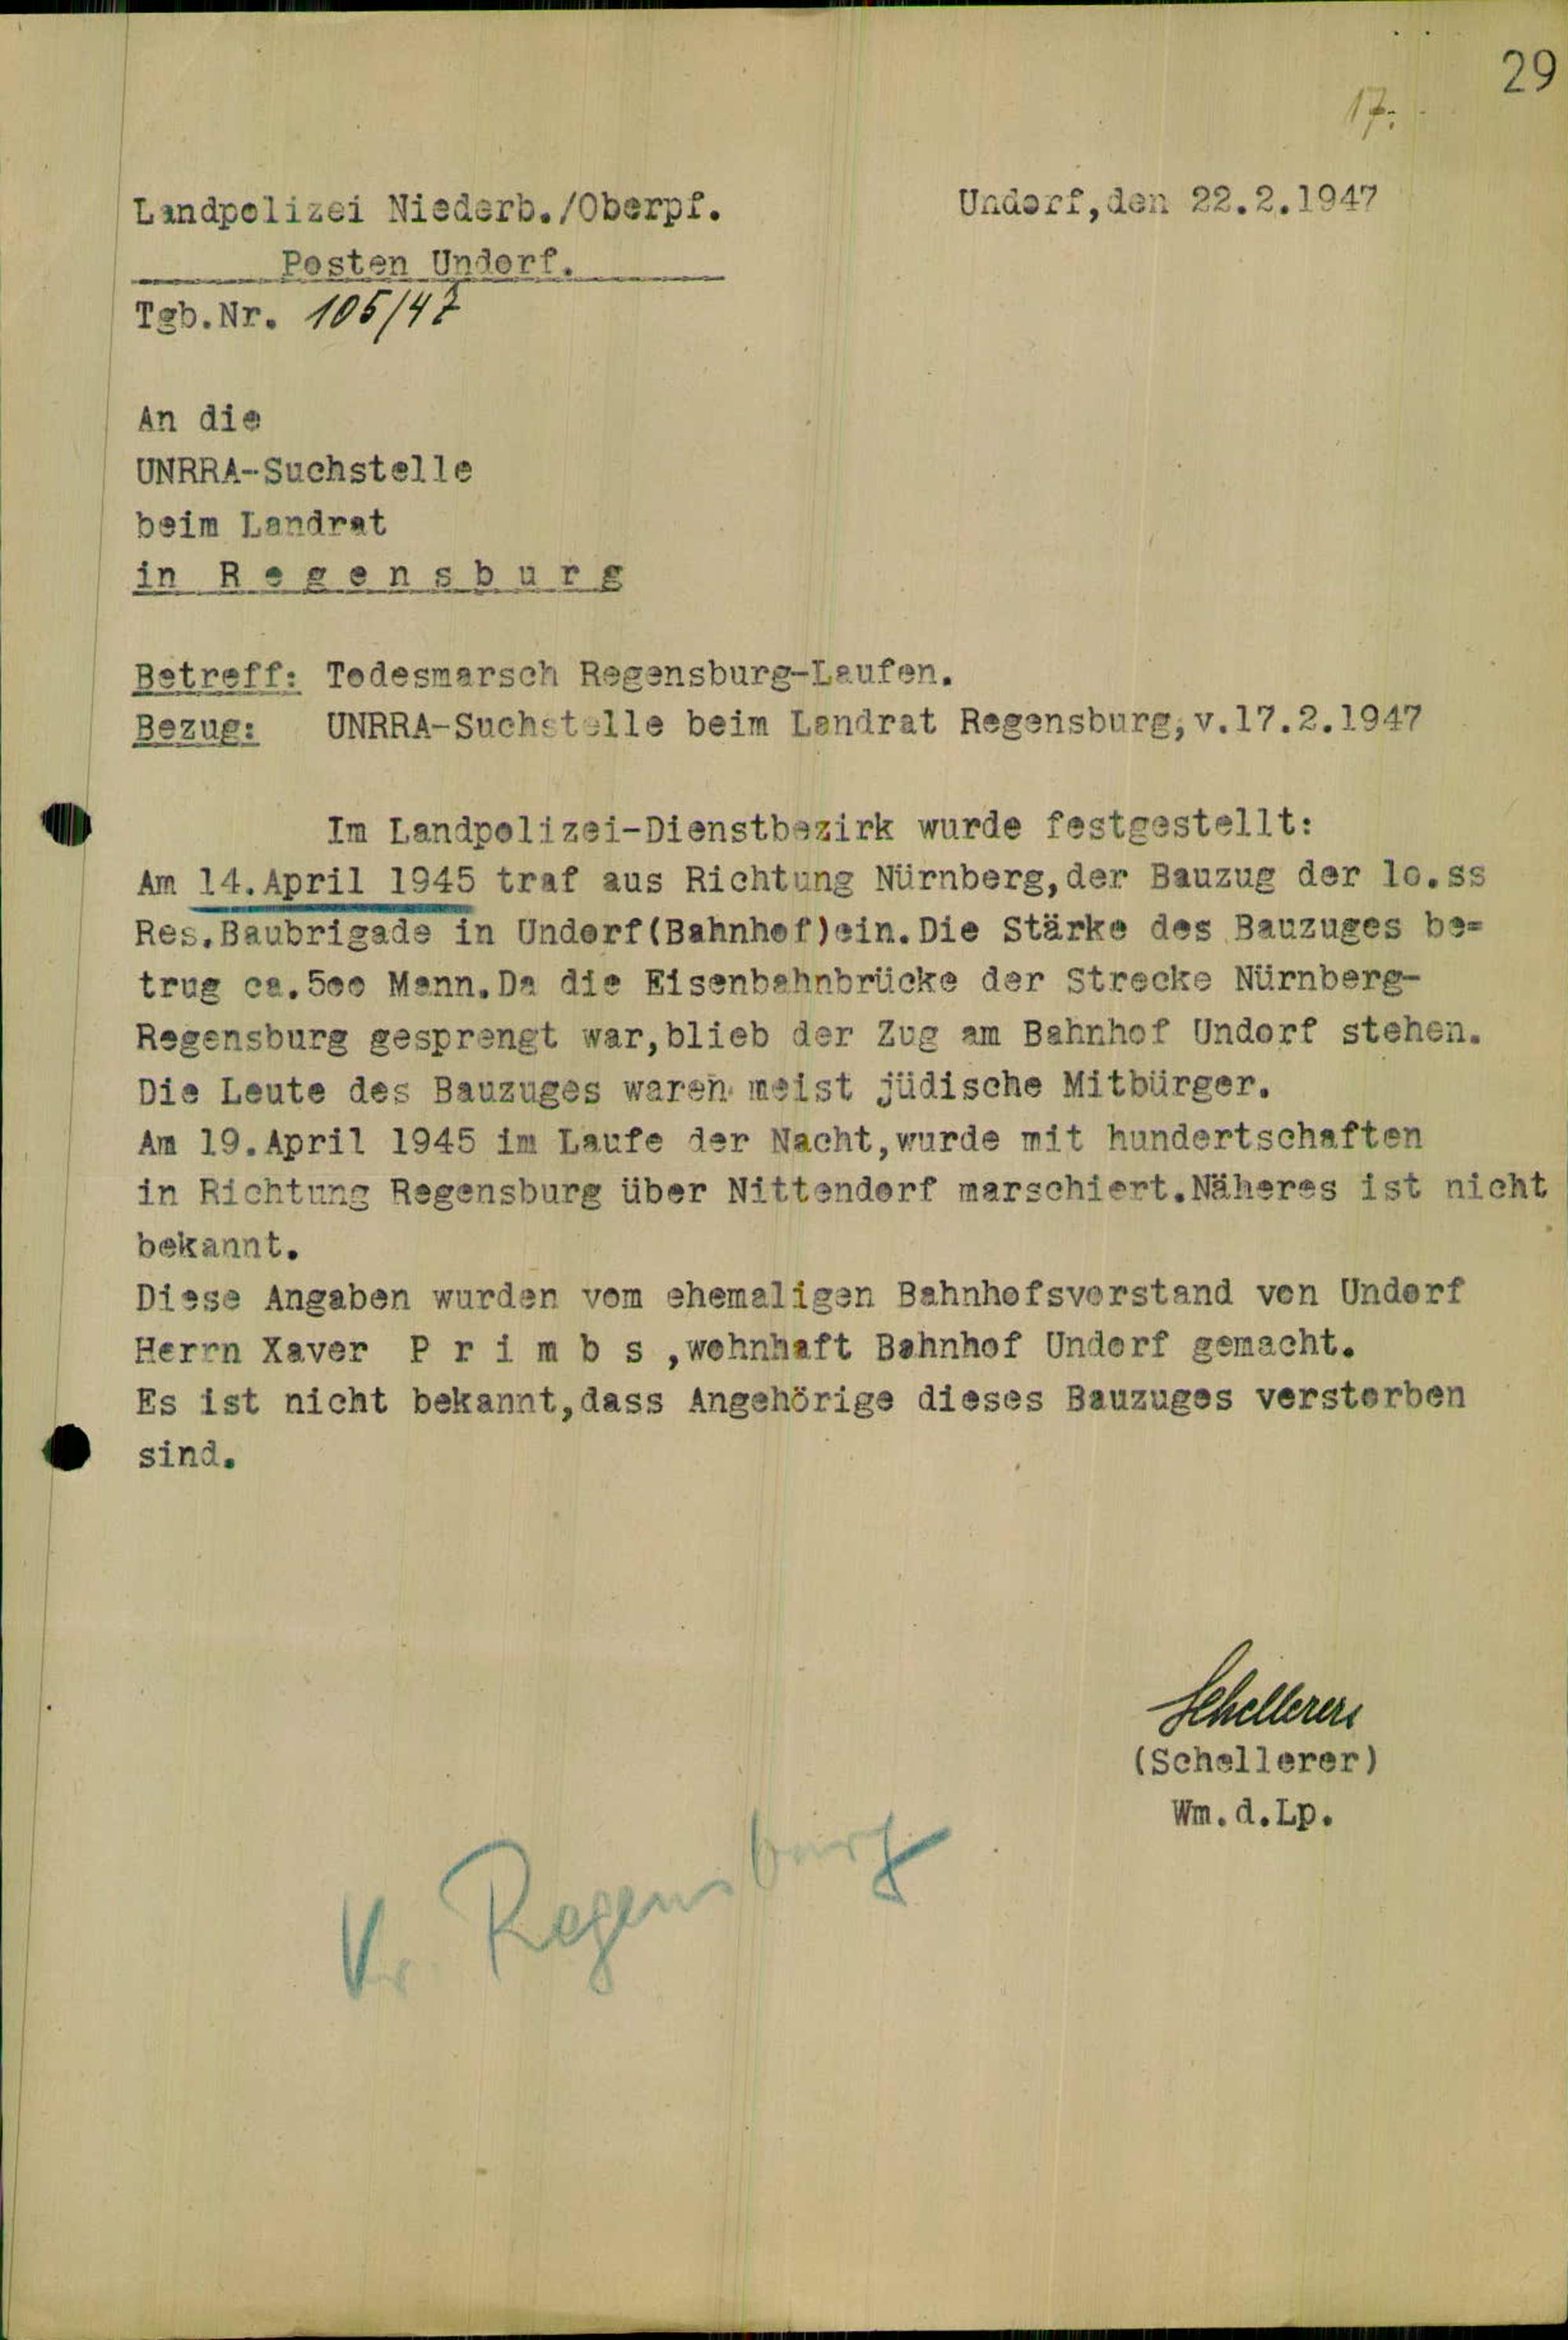 29
17.
Landpolizei Niederb./Oberpf.
Undorf,den 22.2.1947
Posten Undorf.
Tgb.Nr. 105/47
An die
UNRRA-Suchstelle
beim Landrat
in R e g e n s b u r g
Betreff: Todesmarsch Regensburg-Laufen.
Bezug: UNRRA-Suchstelle beim Landrat Regensburg,v.17.2.1947
Im Landpolizei-Dienstbezirk wurde festgestellt:
Am 14.April 1945 traf aus Richtung Nürnberg,der Bauzug der 1o.ss
Res.Baubrigade in Undorf(Bahnhof)ein.Die Stärke des Bauzuges be=
trug ca.5oo Mann.Da die Eisenbahnbrücke der Strecke Nürnberg-
Regensburg gesprengt war,blieb der Zug am Bahnhof Undorf stehen.
Die Leute des Bauzuges waren meist jüdische Mitbürger.
Am 19.April 1945 im Laufe der Nacht,wurde mit hundertschaften
in Richtung Regensburg über Nittendorf marschiert.Näheres ist nicht
bekannt.
Diese Angaben wurden vom ehemaligen Bahnhofsvorstand von Undorf
Herrn Xaver P r i m b s ,wohnhaft Bahnhof Undorf gemacht.
Es ist nicht bekannt,dass Angehörige dieses Bauzuges verstorben
sind.
Schellerer
(Schellerer)
Wm.d.Lp.
Kr. Regensburg